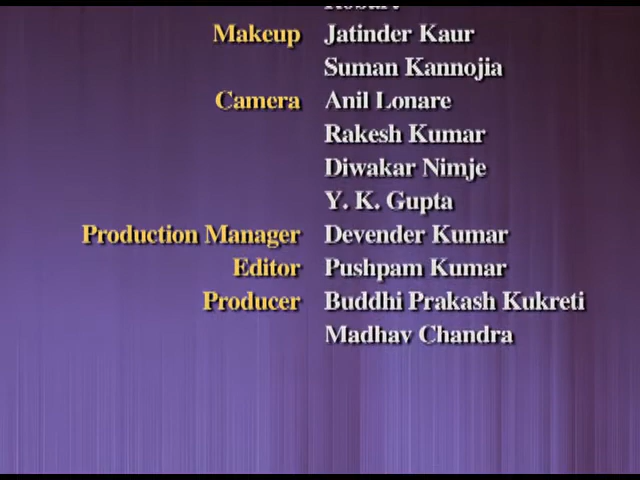 Makeup Jatinder Kaur
Suman Kannojia
Camera Anil Lonare
Rakesh Kumar
Diwakar Nimje
Y. K. Gupta
Production Manager Devender Kumar
Editor Pushpam Kumar
Producer Buddhi Prakash Kukreti
Madhav Chandra